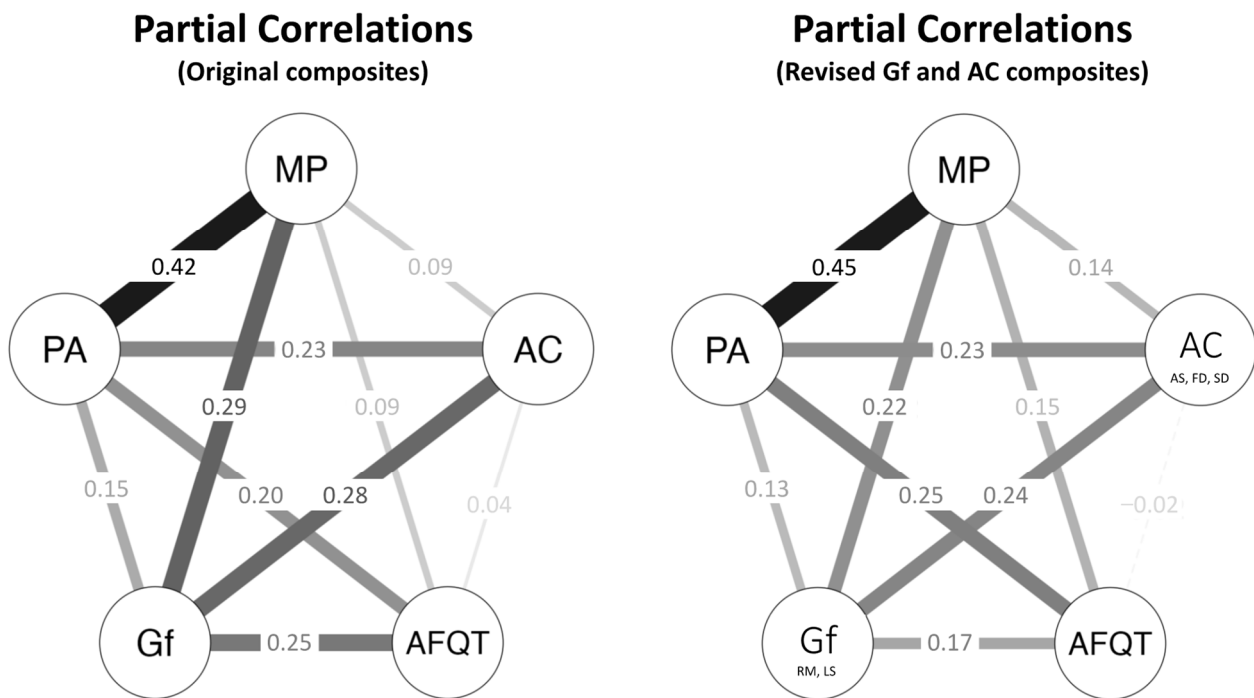 Partial Correlations
(Original composites)
MP
0.42
0.09
PA
0.23
AC
0.29
0.09
0.15
0.20
0.28
0.04
Gf
0.25
AFQT
Partial Correlations
(Revised Gf and AC composites)
MP
0.45
0.14
PA
0.23
AC
AS, FD, SD
0.22
0.15
0.13
0.25
0.24
−0.02
Gf
RM, LS
0.17
AFQT